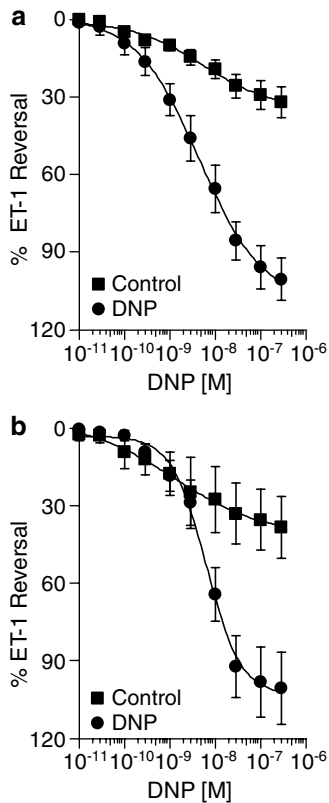 a
0
30
60
90
120
% ET-1 Reversal
Control
DNP
10⁻¹¹ 10⁻¹⁰ 10⁻⁹ 10⁻⁸ 10⁻⁷ 10⁻⁶
DNP [M]
b
0
30
60
90
120
% ET-1 Reversal
Control
DNP
10⁻¹¹ 10⁻¹⁰ 10⁻⁹ 10⁻⁸ 10⁻⁷ 10⁻⁶
DNP [M]